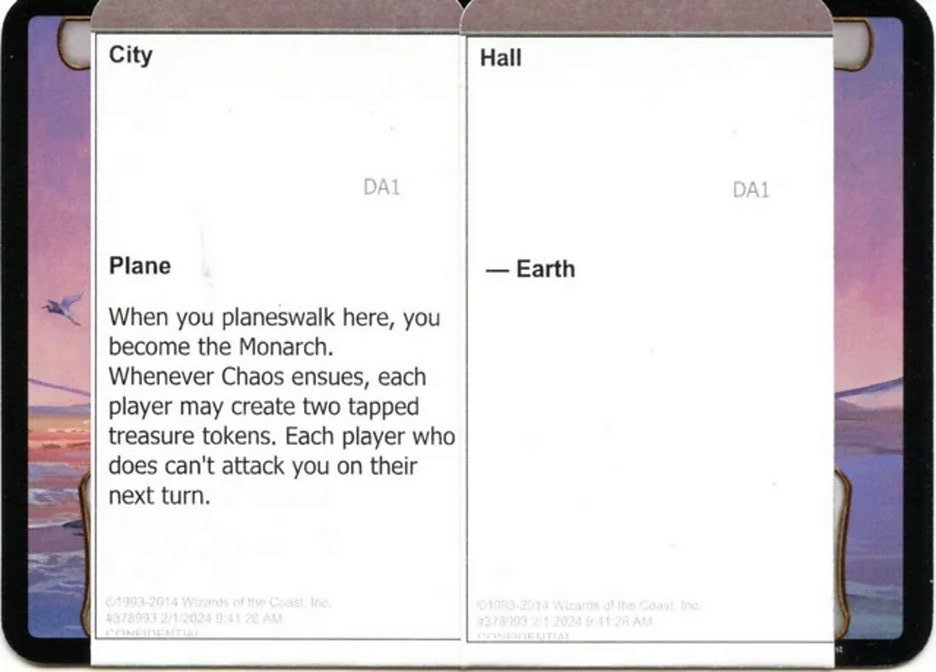 City
DA1
Plane
When you planeswalk here, you
become the Monarch.
Whenever Chaos ensues, each
player may create two tapped
treasure tokens. Each player who
does can't attack you on their
next turn.
©1993-2014 Wizards of the Coast, Inc.
#378993 2/1/2024 9:41:26 AM
CONFIDENTIAL
Hall
DA1
— Earth
©1993-2014 Wizards of the Coast, Inc.
#378993 2/1/2024 9:41:26 AM
CONFIDENTIAL
st